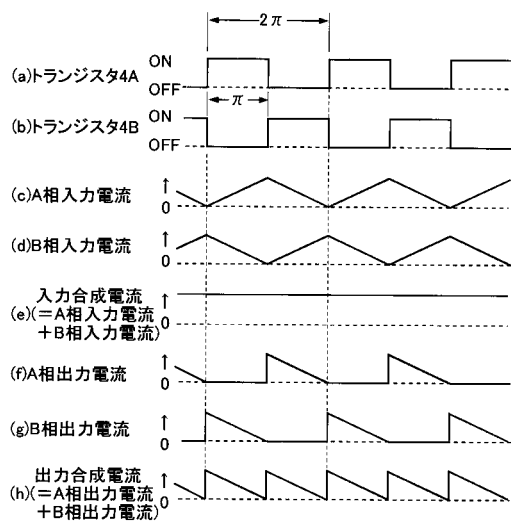 2π
(a)トランジスタ4A
ON
OFF
π
(b)トランジスタ4B
ON
OFF
(c)A相入力電流
↑
0
(d)B相入力電流
↑
0
入力合成電流
(e)(=A相入力電流
+B相入力電流)
↑
0
(f)A相出力電流
↑
0
(g)B相出力電流
↑
0
出力合成電流
(h)(=A相出力電流
+B相出力電流)
↑
0